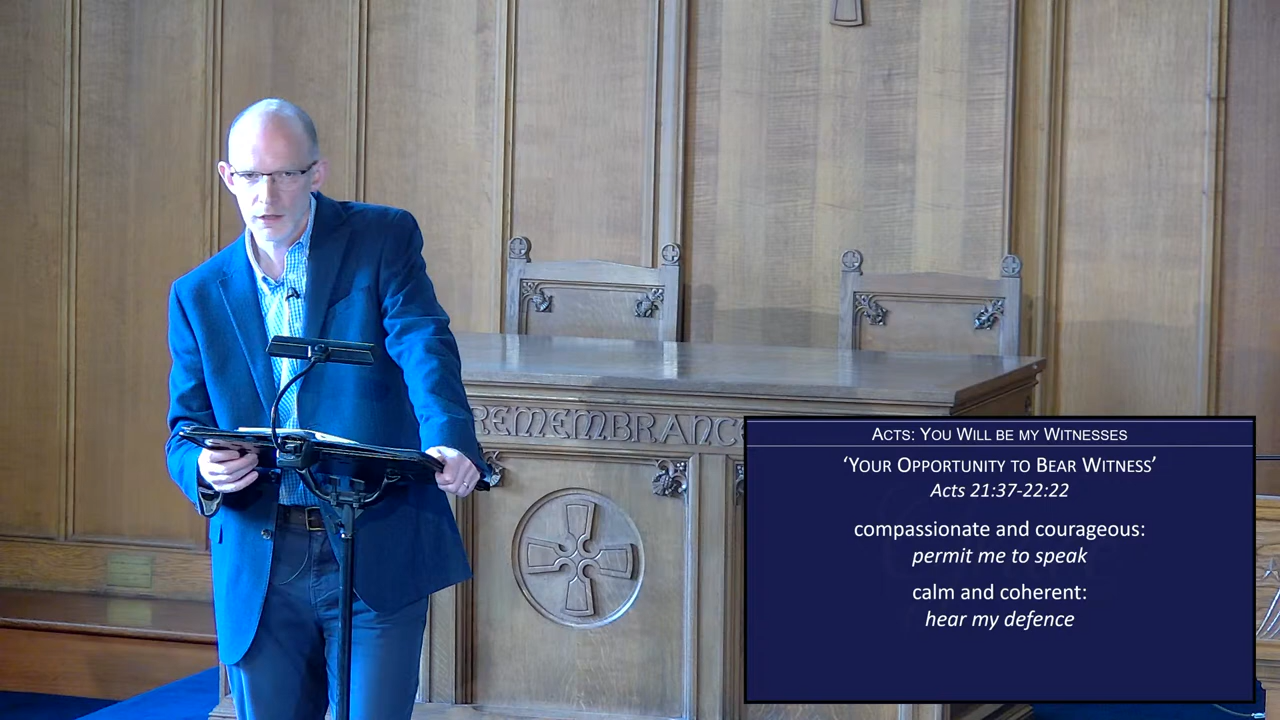 REMEMBRANC
ACTS: YOU WILL BE MY WITNESSES
‘YOUR OPPORTUNITY TO BEAR WITNESS’
Acts 21:37-22:22
compassionate and courageous:
permit me to speak
calm and coherent:
hear my defence